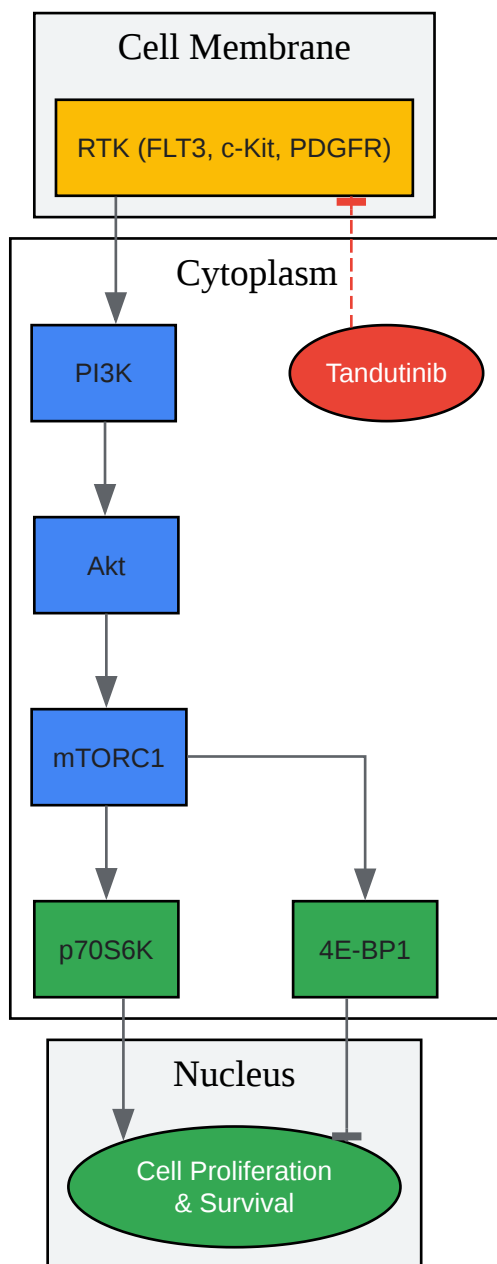 Cell Membrane
RTK (FLT3, c-Kit, PDGFR)
Cytoplasm
PI3K
Tandutinib
Akt
mTORC1
p70S6K
4E-BP1
Nucleus
Cell Proliferation
& Survival